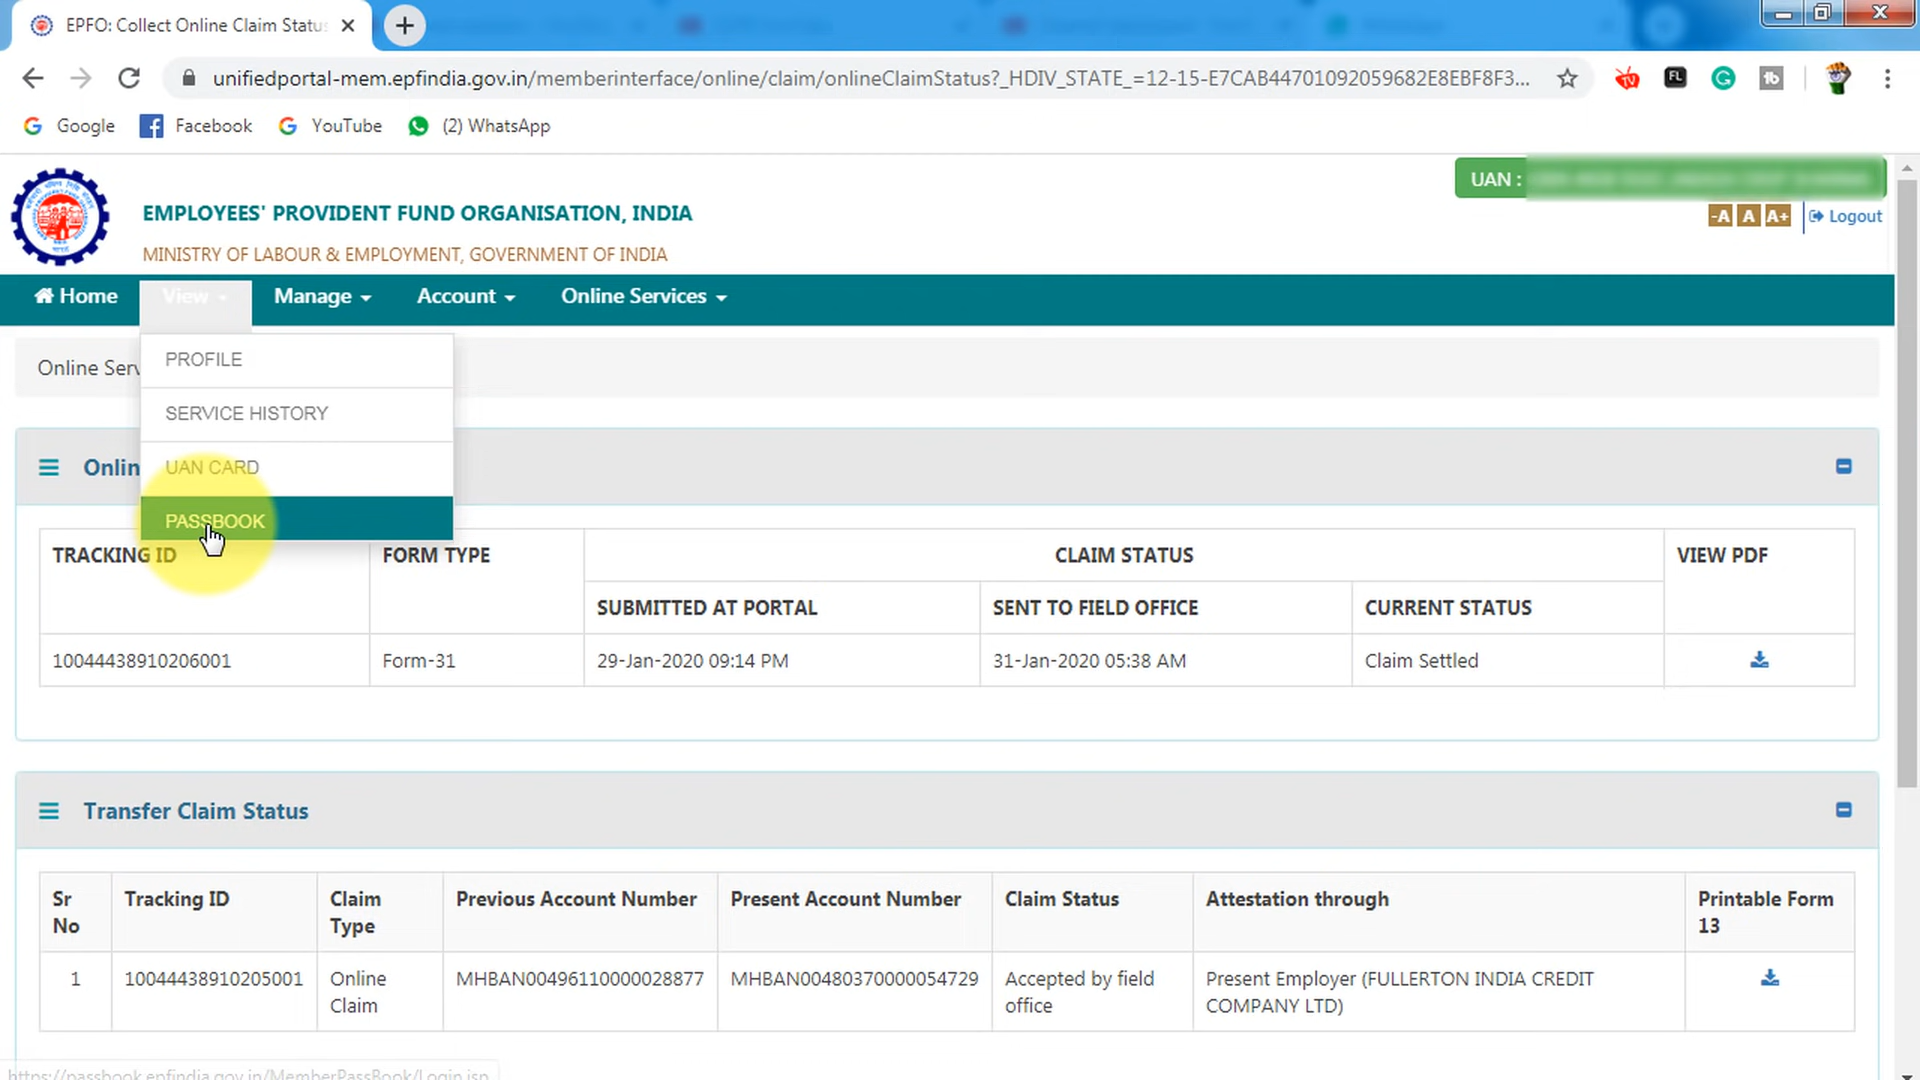 EPFO: Collect Online Claim Status
unifiedportal-mem.epfindia.gov.in/memberinterface/online/claim/onlineClaimStatus?_HDIV_STATE_=12-15-E7CAB44701092059682E8EBF8F3...
Google
Facebook
YouTube
(2) WhatsApp
UAN :
EMPLOYEES' PROVIDENT FUND ORGANISATION, INDIA
-A A A+ Logout
MINISTRY OF LABOUR & EMPLOYMENT, GOVERNMENT OF INDIA
Home View Manage Account Online Services
Online Serv
PROFILE
SERVICE HISTORY
UAN CARD
PASSBOOK
Onlin
TRACKING ID FORM TYPE CLAIM STATUS VIEW PDF
SUBMITTED AT PORTAL SENT TO FIELD OFFICE CURRENT STATUS
10044438910206001 Form-31 29-Jan-2020 09:14 PM 31-Jan-2020 05:38 AM Claim Settled
Transfer Claim Status
Sr No Tracking ID Claim Type Previous Account Number Present Account Number Claim Status Attestation through Printable Form 13
1 10044438910205001 Online Claim MHBAN00496110000028877 MHBAN00480370000054729 Accepted by field office Present Employer (FULLERTON INDIA CREDIT COMPANY LTD)
https://passbook.epfindia.gov.in/MemberPassBook/Login.jsp